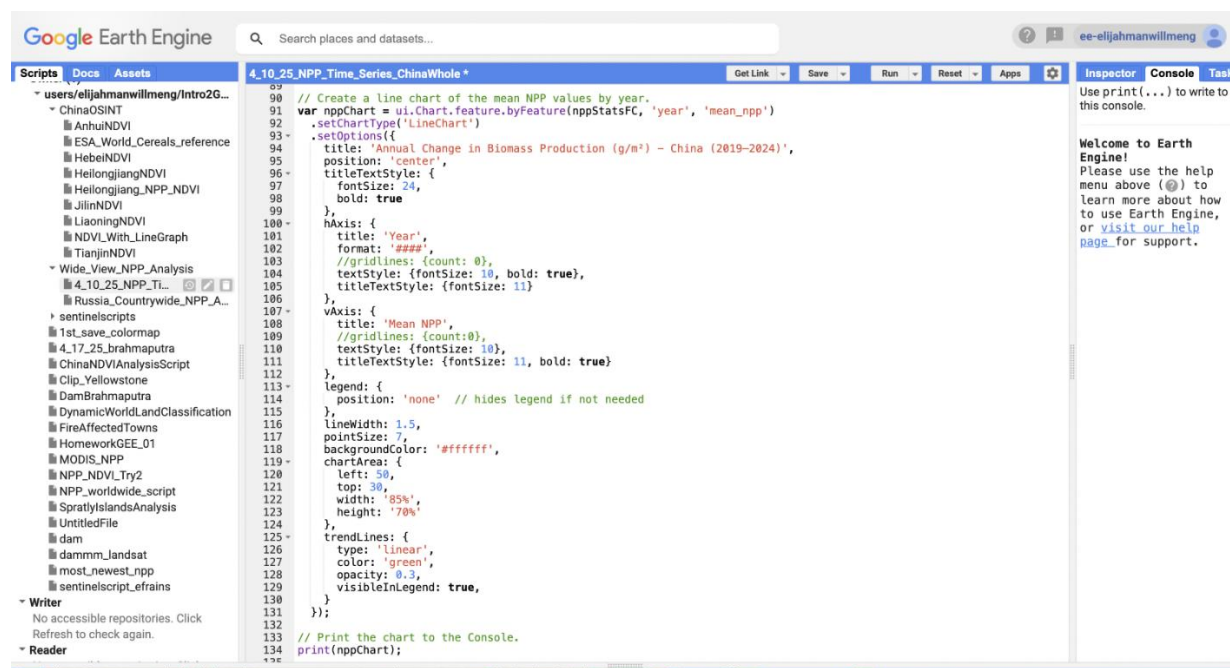 Google Earth Engine
Search places and datasets...
ee-elijahmanwillmeng
Scripts Docs Assets
users/elijahmanwillmeng/Intro2G...
ChinaOSINT
AnhuiNDVI
ESA_World_Cereals_reference
HebeiNDVI
HeilongjiangNDVI
Heilongjiang_NPP_NDVI
JilinNDVI
LiaoningNDVI
NDVI_With_LineGraph
TianjinNDVI
Wide_View_NPP_Analysis
4_10_25_NPP_Ti...
Russia_Countrywide_NPP_A...
sentinelscripts
1st_save_colormap
4_17_25_brahmaputra
ChinaNDVIAnalysisScript
Clip_Yellowstone
DamBrahmaputra
DynamicWorldLandClassification
FireAffectedTowns
HomeworkGEE_01
MODIS_NPP
NPP_NDVI_Try2
NPP_worldwide_script
SpratlyIslandsAnalysis
UntitledFile
dam
dammm_landsat
most_newest_npp
sentinelscript_efrains
Writer
No accessible repositories. Click
Refresh to check again.
Reader
4_10_25_NPP_Time_Series_ChinaWhole *
Get Link Save Run Reset Apps
89
90 // Create a line chart of the mean NPP values by year.
91 var nppChart = ui.Chart.feature.byFeature(nppStatsFC, 'year', 'mean_npp')
92 .setChartType('LineChart')
93 .setOptions({
94 title: 'Annual Change in Biomass Production (g/m²) – China (2019–2024)',
95 position: 'center',
96 titleTextStyle: {
97 fontSize: 24,
98 bold: true
99 },
100 hAxis: {
101 title: 'Year',
102 format: '####',
103 //gridlines: {count: 0},
104 textStyle: {fontSize: 10, bold: true},
105 titleTextStyle: {fontSize: 11}
106 },
107 vAxis: {
108 title: 'Mean NPP',
109 //gridlines: {count:0},
110 textStyle: {fontSize: 10},
111 titleTextStyle: {fontSize: 11, bold: true}
112 },
113 legend: {
114 position: 'none' // hides legend if not needed
115 },
116 lineWidth: 1.5,
117 pointSize: 7,
118 backgroundColor: '#ffffff',
119 chartArea: {
120 left: 50,
121 top: 30,
122 width: '85%',
123 height: '70%'
124 },
125 trendLines: {
126 type: 'linear',
127 color: 'green',
128 opacity: 0.3,
129 visibleInLegend: true,
130 }
131 });
132
133 // Print the chart to the Console.
134 print(nppChart);
Inspector Console Task
Use print(...) to write to
this console.
Welcome to Earth
Engine!
Please use the help
menu above (?) to
learn more about how
to use Earth Engine,
or visit our help
page for support.